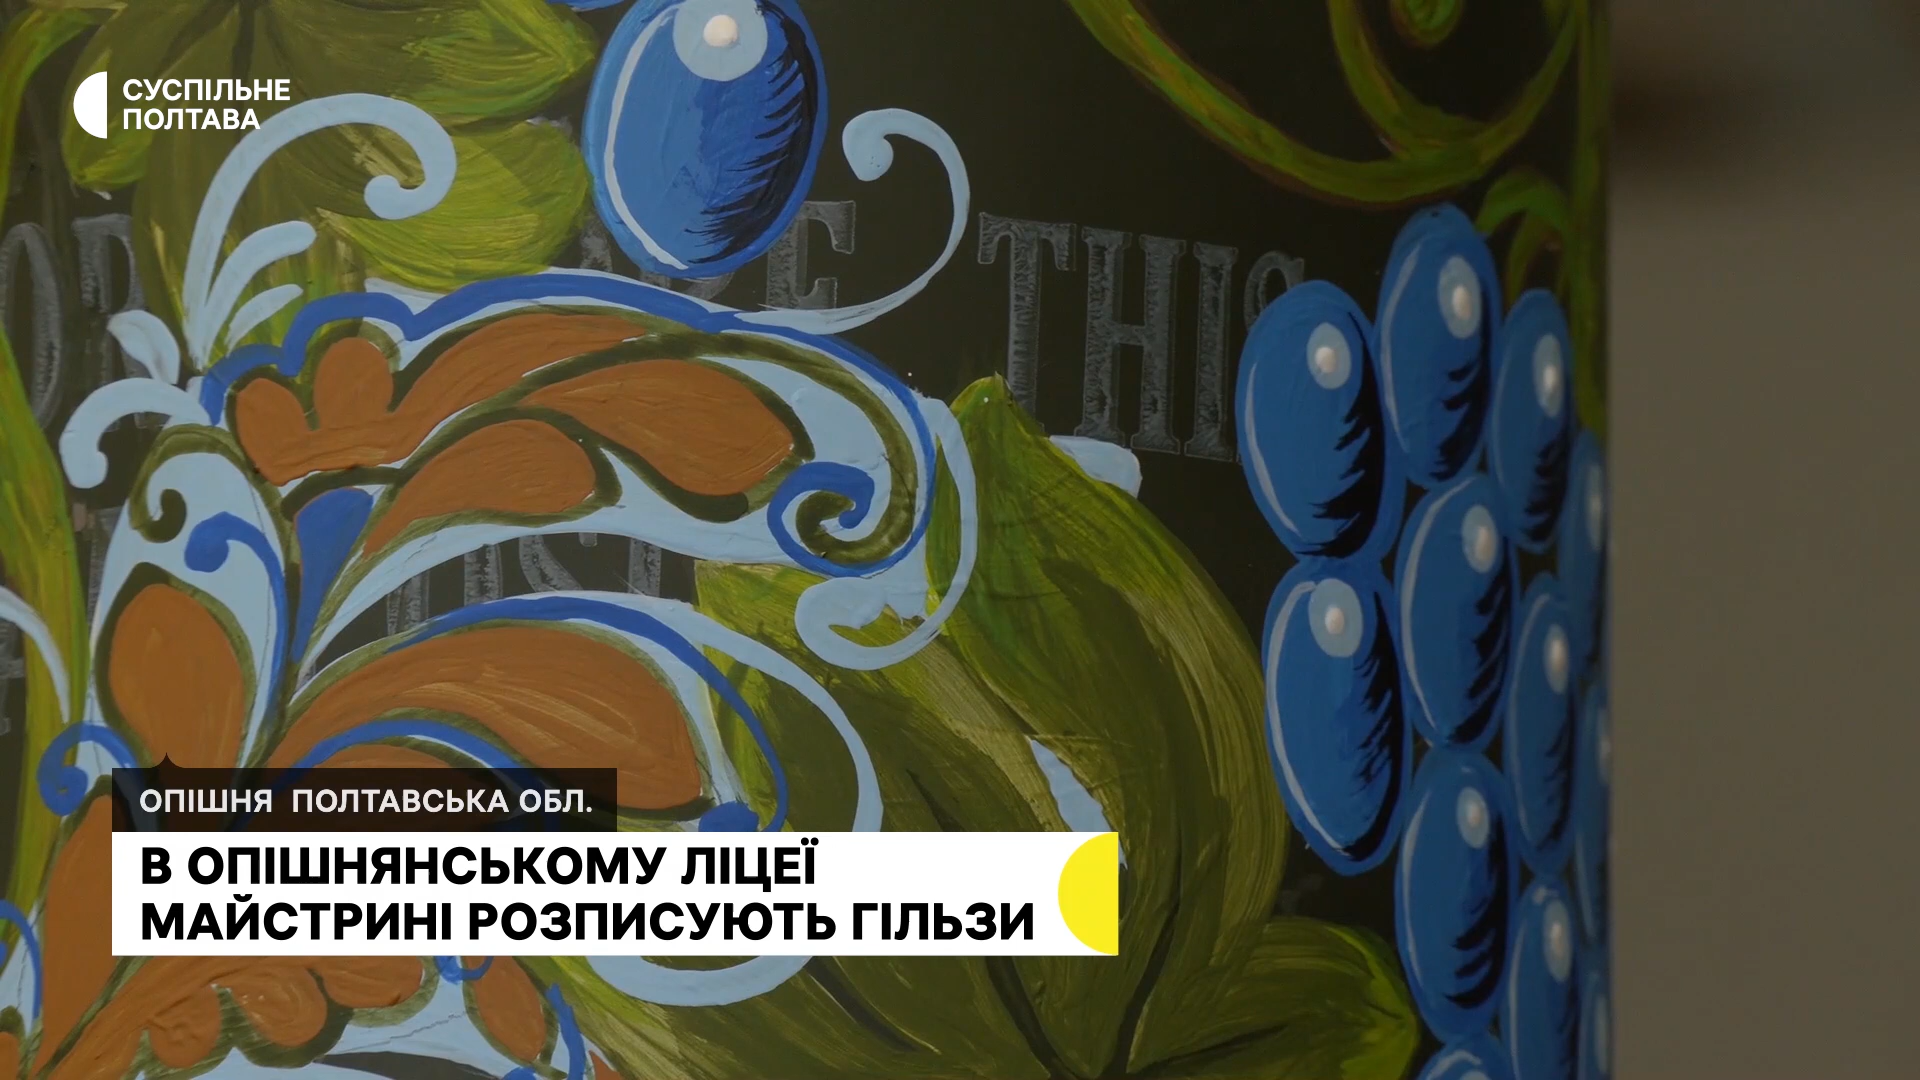 СУСПІЛЬНЕ
ПОЛТАВА
THIS
ОПІШНЯ ПОЛТАВСЬКА ОБЛ.
В ОПІШНЯНСЬКОМУ ЛІЦЕЇ
МАЙСТРИНІ РОЗПИСУЮТЬ ГІЛЬЗИ